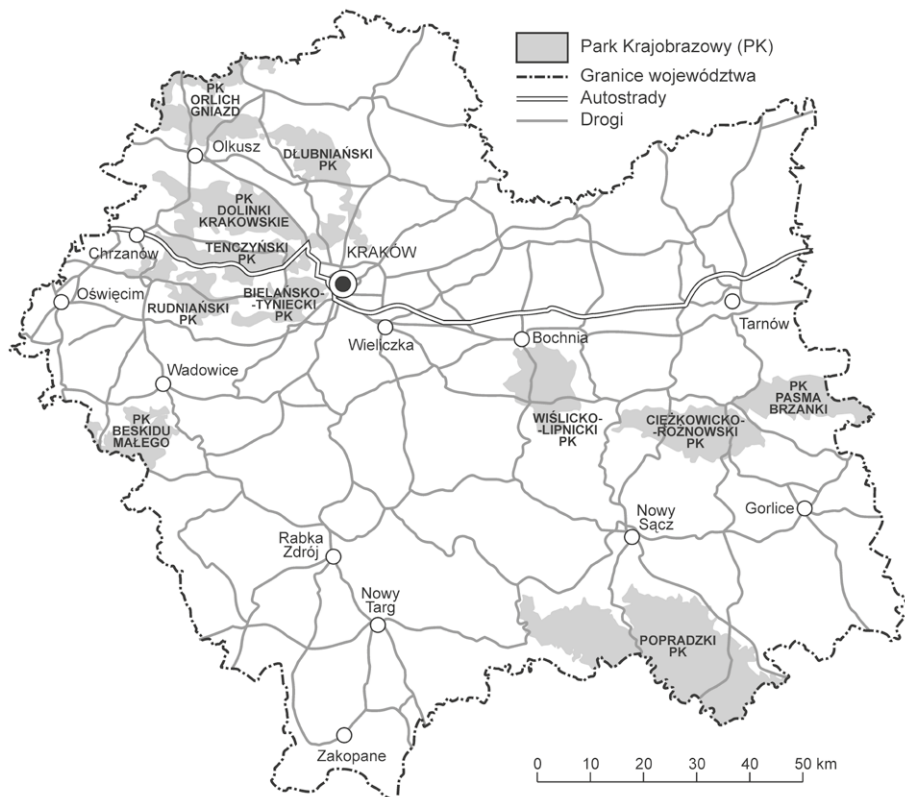 Park Krajobrazowy (PK)
Granice województwa
Autostrady
Drogi
PK
ORLICH
GNIAZD
Olkusz
DŁUBNIAŃSKI
PK
PK
DOLINKI
KRAKOWSKIE
Chrzanów
TEŃCZYŃSKI
PK
KRAKÓW
Oświęcim
RUDNIAŃSKI
PK
BIELAŃSKO-
-TYNIECKI
PK
Wieliczka
Bochnia
Tarnów
Wadowice
PK
BESKIDU
MAŁEGO
WIŚLICKO-
-LIPNICKI
PK
CIĘŻKOWICKO-
-ROŻNOWSKI
PK
PK
PASMA
BRZANKI
Rabka
Zdrój
Nowy
Sącz
Gorlice
Nowy
Targ
POPRADZKI
PK
Zakopane
0 10 20 30 40 50 km